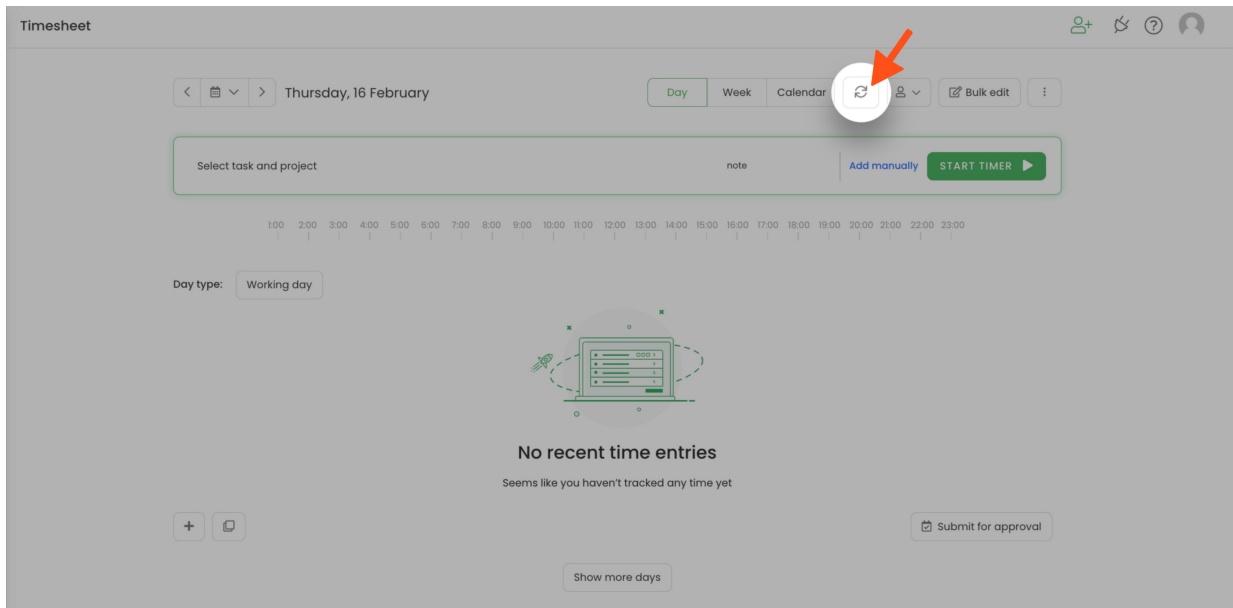 Timesheet
Thursday, 16 February
Day Week Calendar Bulk edit
Select task and project note Add manually START TIMER
1:00 2:00 3:00 4:00 5:00 6:00 7:00 8:00 9:00 10:00 11:00 12:00 13:00 14:00 15:00 16:00 17:00 18:00 19:00 20:00 21:00 22:00 23:00
Day type: Working day
No recent time entries
Seems like you haven't tracked any time yet
Submit for approval
Show more days